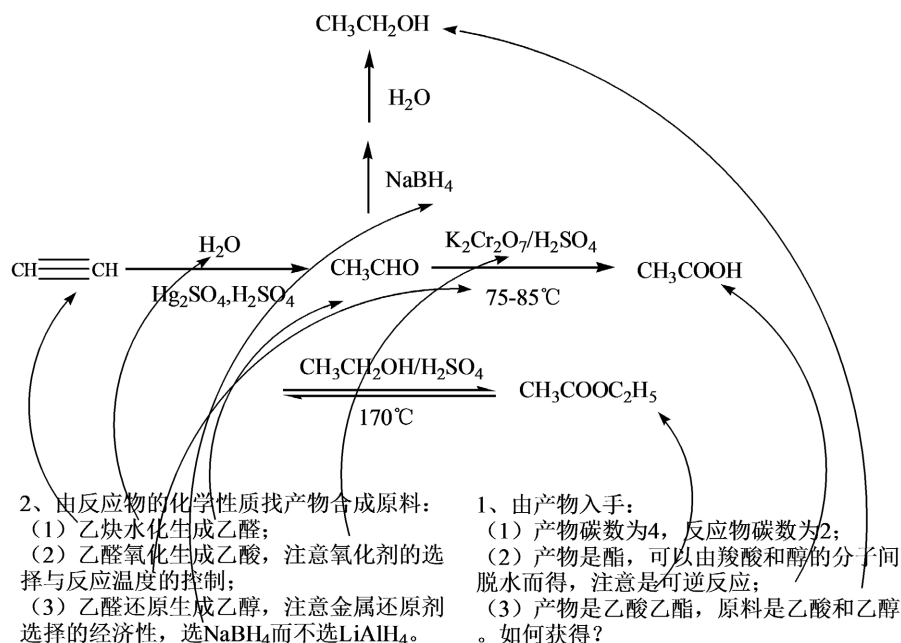 CH3CH2OH
H2O
NaBH4
H2O
K2Cr2O7/H2SO4
CH≡CH
CH3CHO
CH3COOH
Hg2SO4,H2SO4
75-85℃
CH3CH2OH/H2SO4
CH3COOC2H5
170℃
2、由反应物的化学性质找产物合成原料：
（1）乙炔水化生成乙醛；
（2）乙醛氧化生成乙酸，注意氧化剂的选
择与反应温度的控制；
（3）乙醛还原生成乙醇，注意金属还原剂
选择的经济性，选NaBH4而不选LiAlH4。
1、由产物入手：
（1）产物碳数为4，反应物碳数为2；
（2）产物是酯，可以由羧酸和醇的分子间
脱水而得，注意是可逆反应；
（3）产物是乙酸乙酯，原料是乙酸和乙醇
。如何获得？